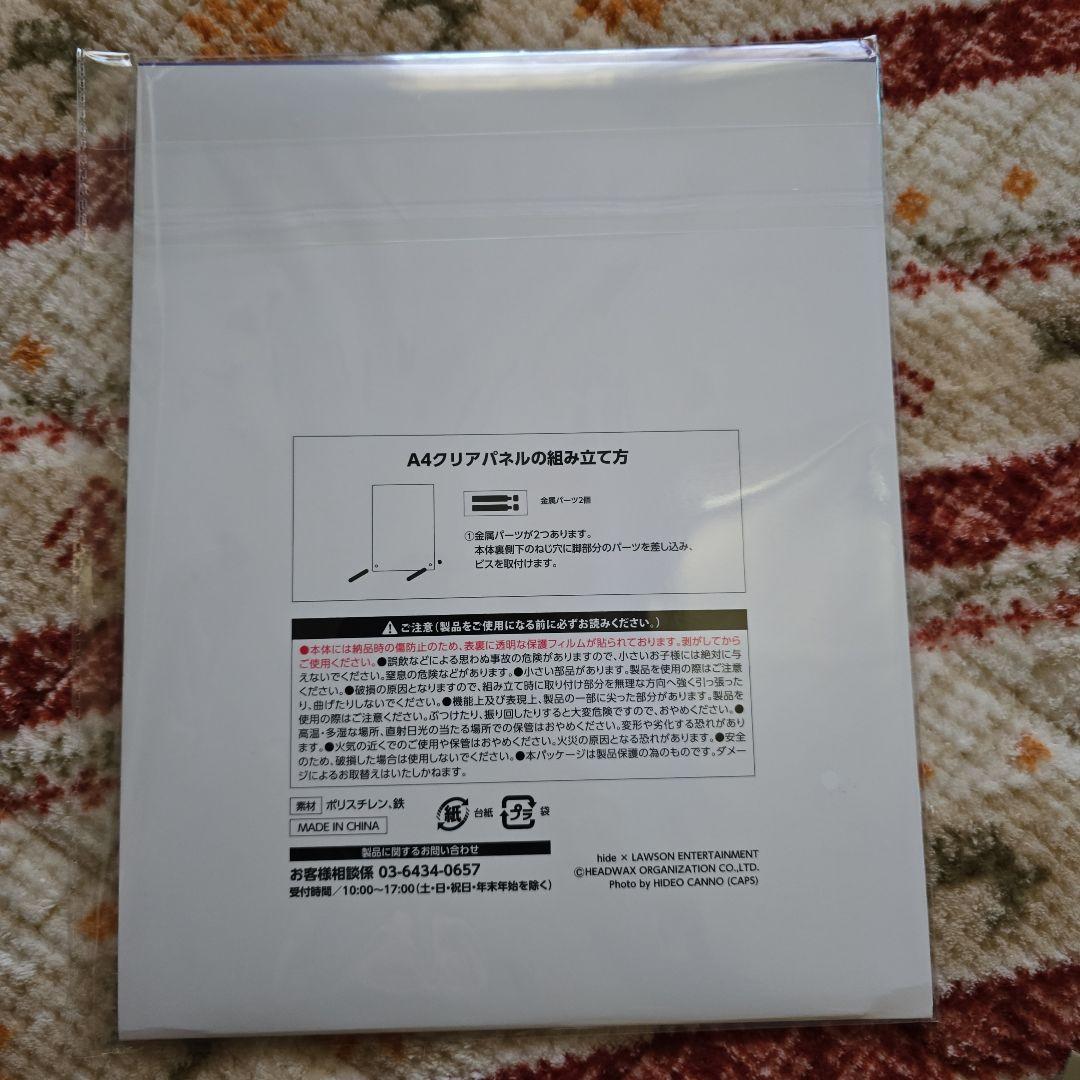 A4クリアパネルの組み立て方
金属パーツ2個
①金属パーツが2つあります。
本体裏側下のねじ穴に脚部分のパーツを差し込み、
ビスを取付けます。
ご注意(製品をご使用になる前に必ずお読みください。)
●本体には納品時の傷防止のため、表裏に透明な保護フィルムが貼られております。剥がしてから
ご使用ください。●誤飲などによる思わぬ事故の危険がありますので、小さいお子様には絶対に与
えないでください。窒息の危険などがあります。●小さい部品があります。製品を使用の際はご注意
ください。●破損の原因となりますので、組み立て時に取り付け部分を無理な方向へ強く引っ張った
り、曲げたりしないでください。●機能上及び表現上、製品の一部に尖った部分があります。製品を
使用の際はご注意ください。ぶつけたり、振り回したりすると大変危険ですので、おやめください。●
高温・多湿な場所、直射日光の当たる場所での保管はおやめください。変形や劣化する恐れがあり
ます。●火気の近くでのご使用や保管はおやめください。火災の原因となる恐れがあります。●安全
のため、破損した場合は使用しないでください。●本パッケージは製品保護の為のものです。ダメー
ジによるお取替えはいたしかねます。
素材 ポリスチレン、鉄
MADE IN CHINA
紙 台紙 プラ 袋
製品に関するお問い合わせ
お客様相談係 03-6434-0657
受付時間/10:00～17:00(土・日・祝日・年末年始を除く)
hide × LAWSON ENTERTAINMENT
©HEADWAX ORGANIZATION CO.,LTD.
Photo by HIDEO CANNO (CAPS)